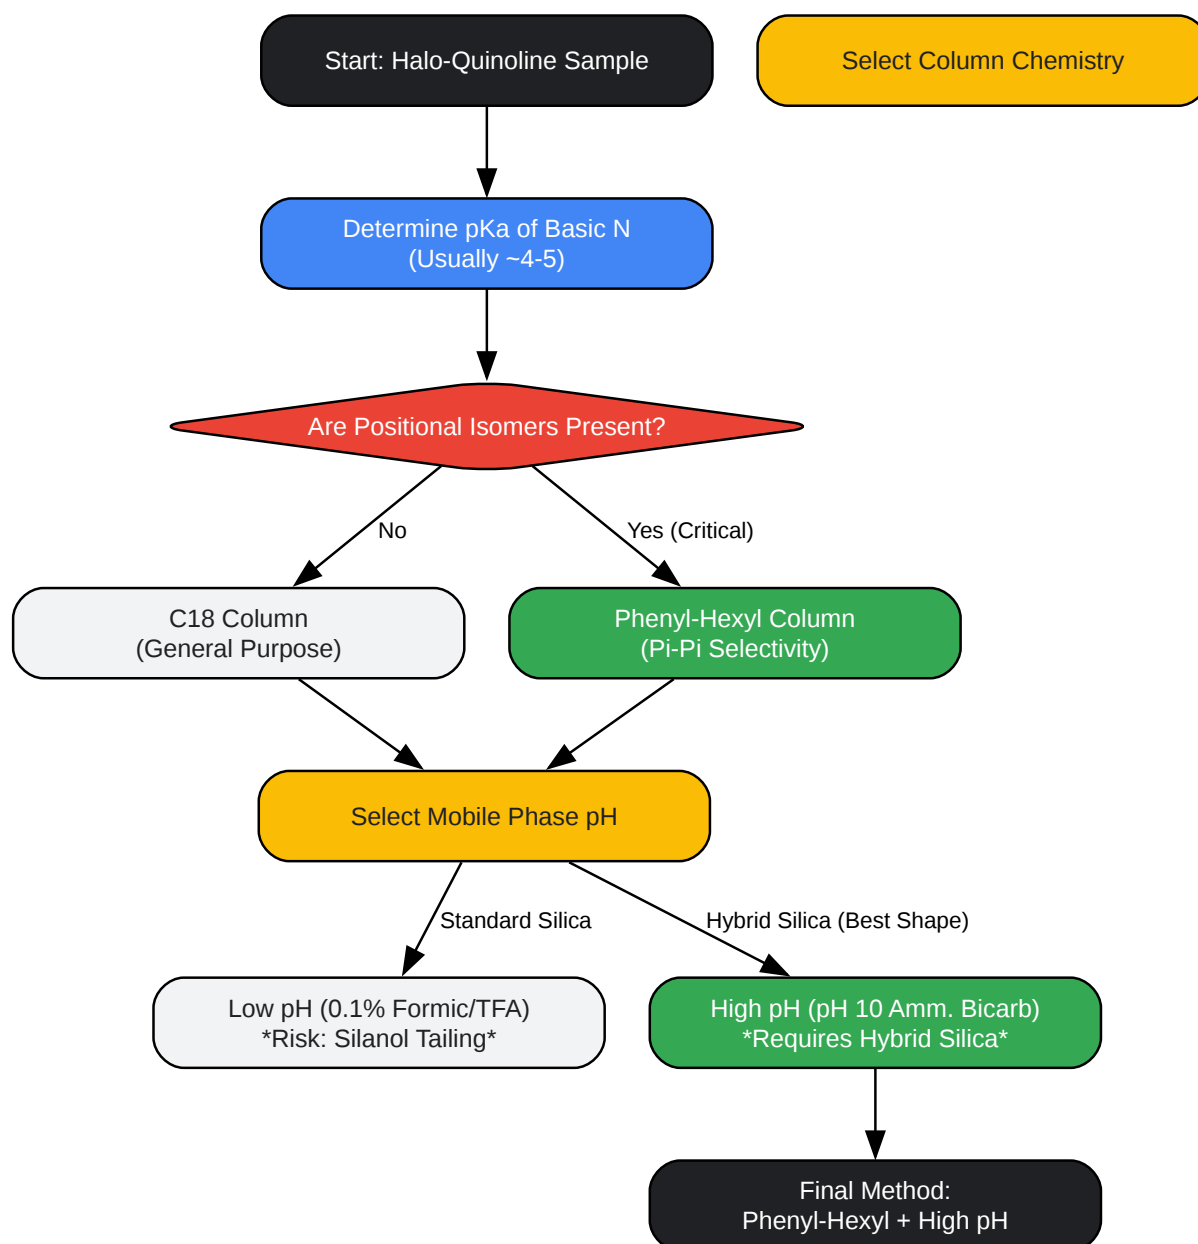 Start: Halo-Quinoline Sample
Select Column Chemistry
Determine pKa of Basic N
(Usually ~4-5)
Are Positional Isomers Present?
No
Yes (Critical)
C18 Column
(General Purpose)
Phenyl-Hexyl Column
(Pi-Pi Selectivity)
Select Mobile Phase pH
Standard Silica
Hybrid Silica (Best Shape)
Low pH (0.1% Formic/TFA)
*Risk: Silanol Tailing*
High pH (pH 10 Amm. Bicarb)
*Requires Hybrid Silica*
Final Method:
Phenyl-Hexyl + High pH